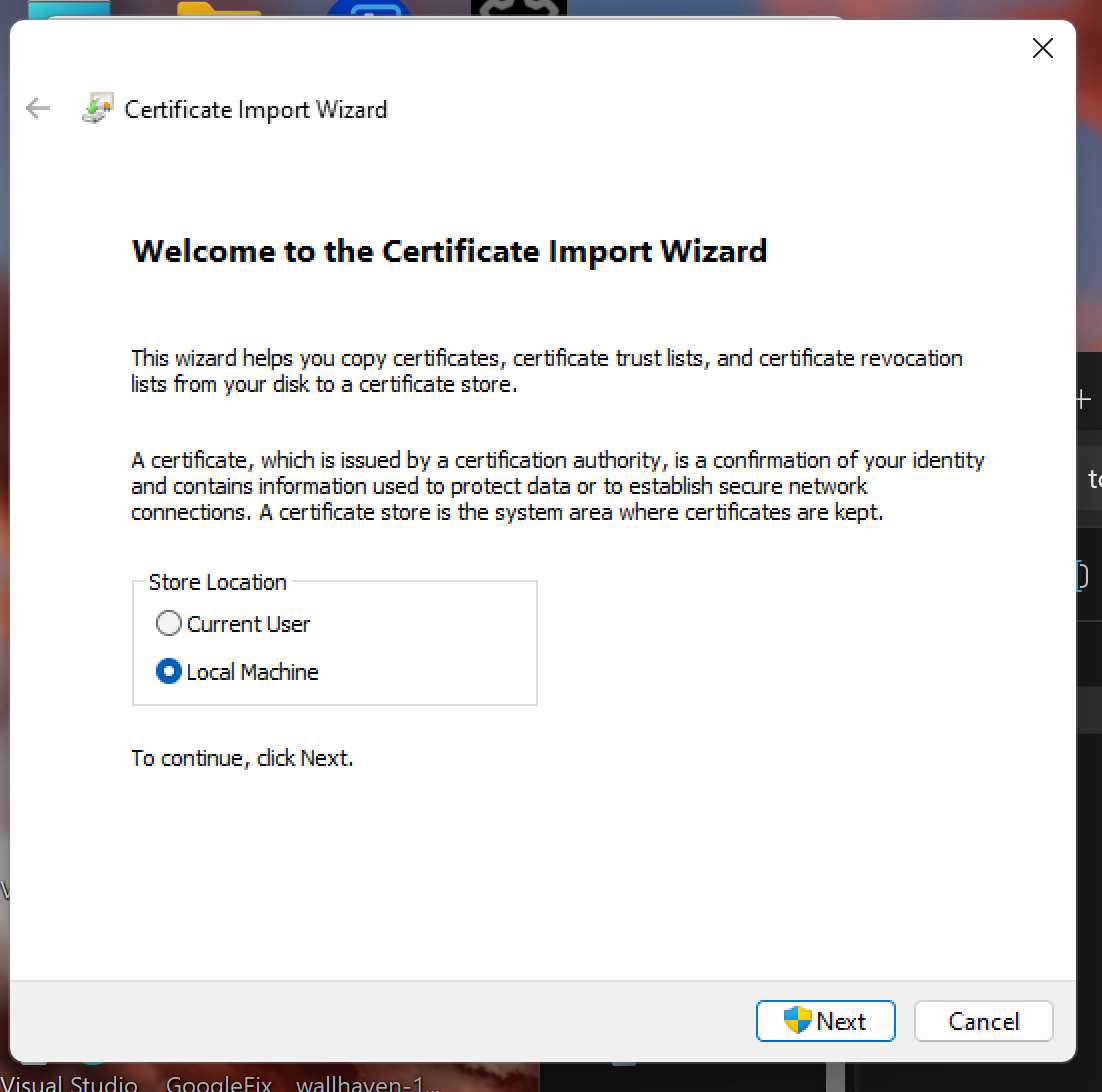 Certificate Import Wizard
Welcome to the Certificate Import Wizard
This wizard helps you copy certificates, certificate trust lists, and certificate revocation
lists from your disk to a certificate store.
A certificate, which is issued by a certification authority, is a confirmation of your identity
and contains information used to protect data or to establish secure network
connections. A certificate store is the system area where certificates are kept.
Store Location
Current User
Local Machine
To continue, click Next.
Next
Cancel
Visual Studio
GoogleFix
wallhaven-1...